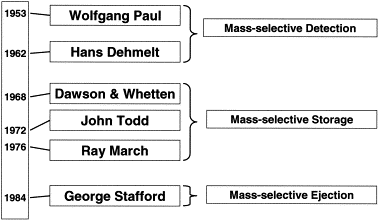 1953 Wolfgang Paul
Mass-selective Detection
1962 Hans Dehmelt
1968 Dawson & Whetten
1972 John Todd
Mass-selective Storage
1976 Ray March
1984 George Stafford
Mass-selective Ejection